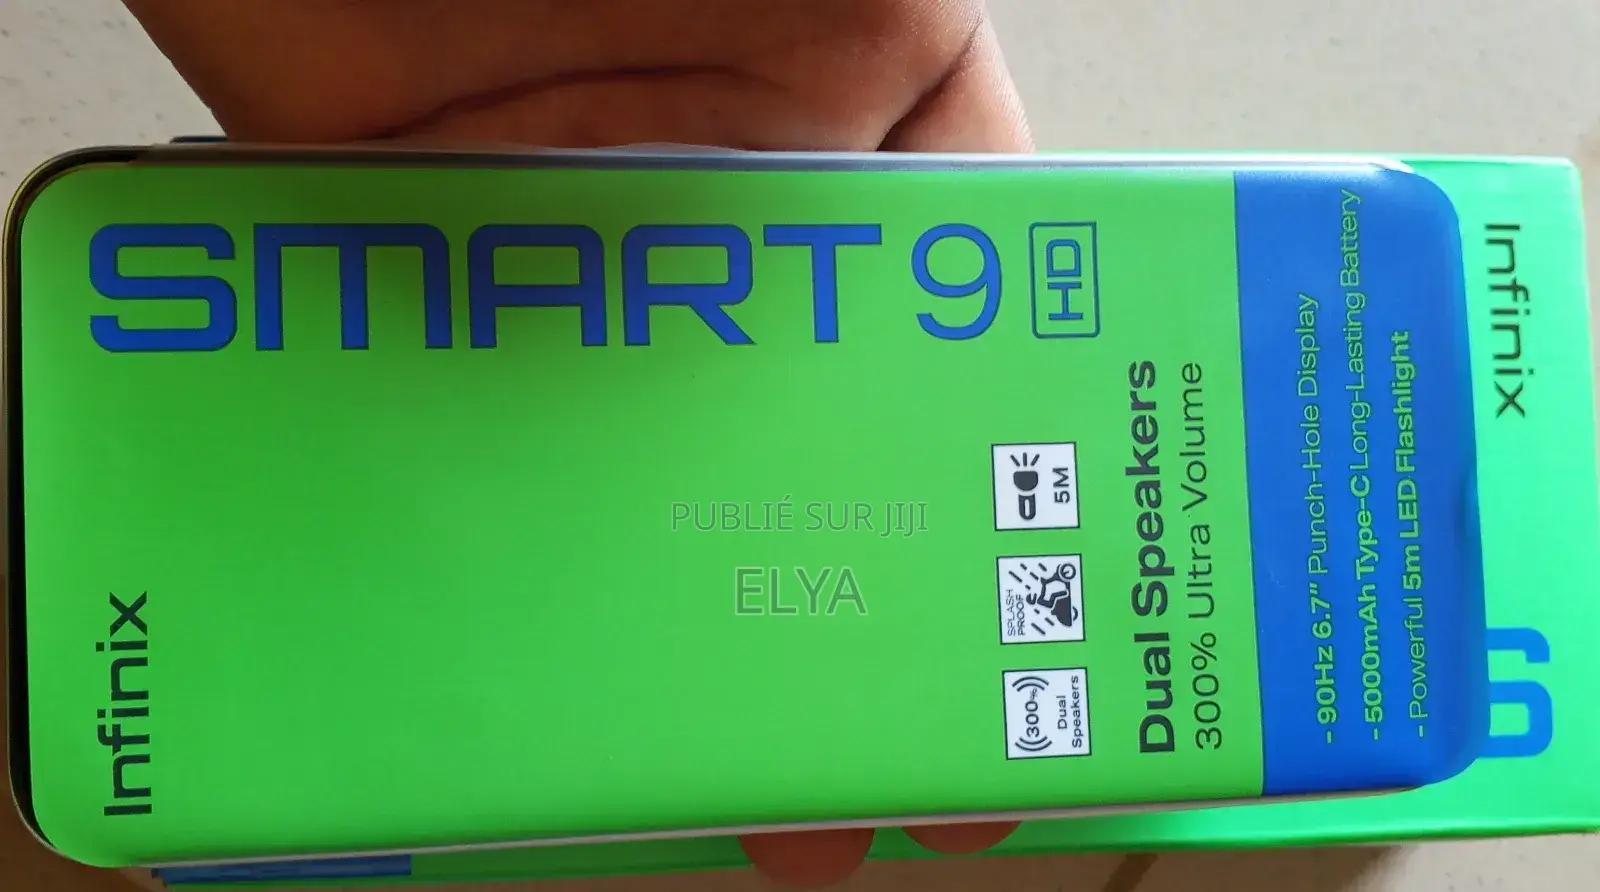 Infinix
SMART 9 HD
5M
SPLASH
PROOF
300%
Dual
Speakers
Dual Speakers
300% Ultra Volume
- 90Hz 6.7" Punch-Hole Display
- 5000mAh Type-C Long-Lasting Battery
- Powerful 5m LED Flashlight
Infinix
S
PUBLIÉ SUR JIJI
ELYA